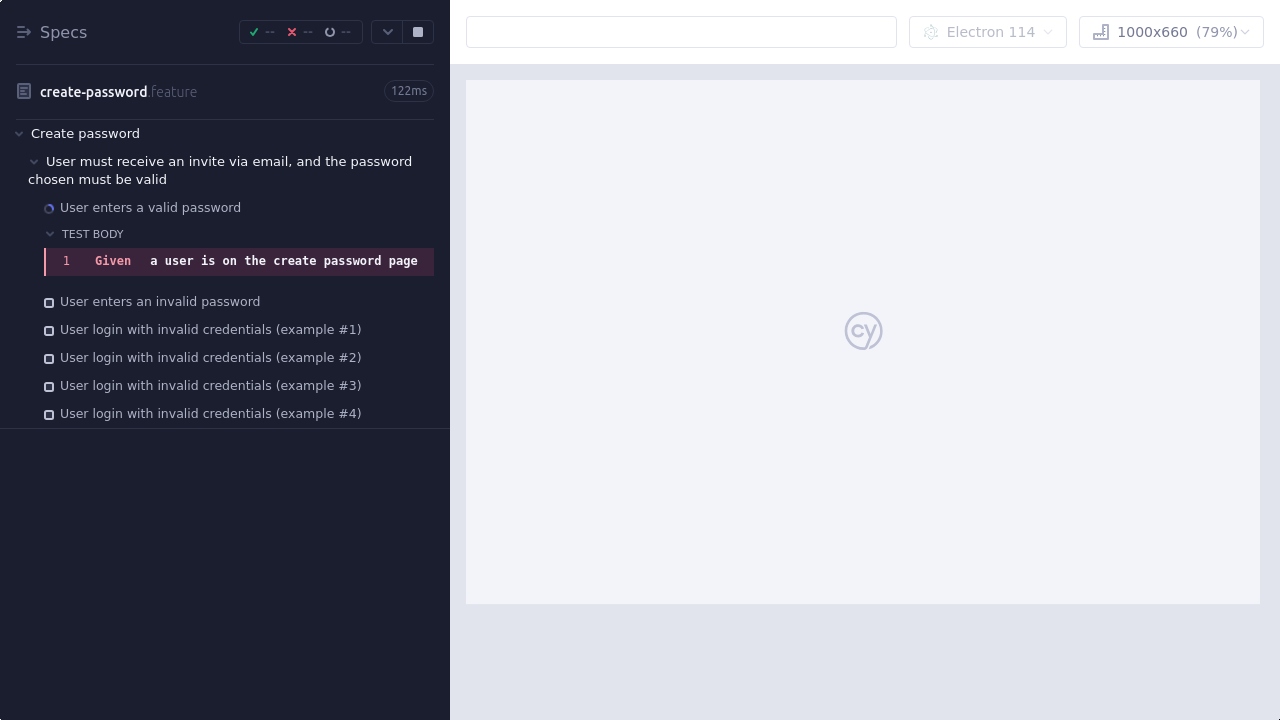 Specs
--
--
--
create-password.feature
122ms
Create password
User must receive an invite via email, and the password
chosen must be valid
User enters a valid password
TEST BODY
1 Given a user is on the create password page
User enters an invalid password
User login with invalid credentials (example #1)
User login with invalid credentials (example #2)
User login with invalid credentials (example #3)
User login with invalid credentials (example #4)
Electron 114
1000x660 (79%)
cy